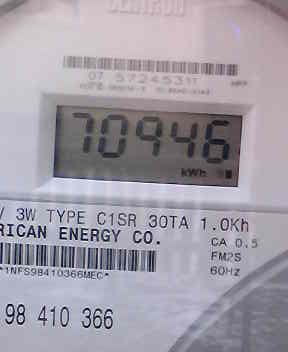 CENTRON
07 57245311
70946
kWh
V 3W TYPE C1SR 30TA 1.0Kh
RICAN ENERGY CO.
CA 0.5
FM2S
60Hz
*1NFS98410366MEC*
98 410 366